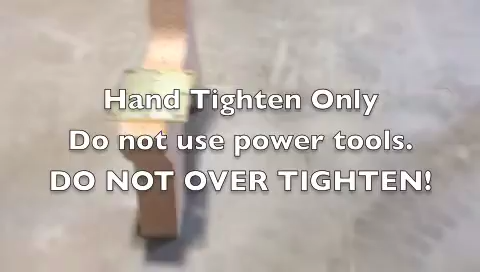 Hand Tighten Only
Do not use power tools.
DO NOT OVER TIGHTEN!